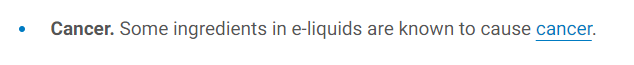 • Cancer. Some ingredients in e-liquids are known to cause cancer.